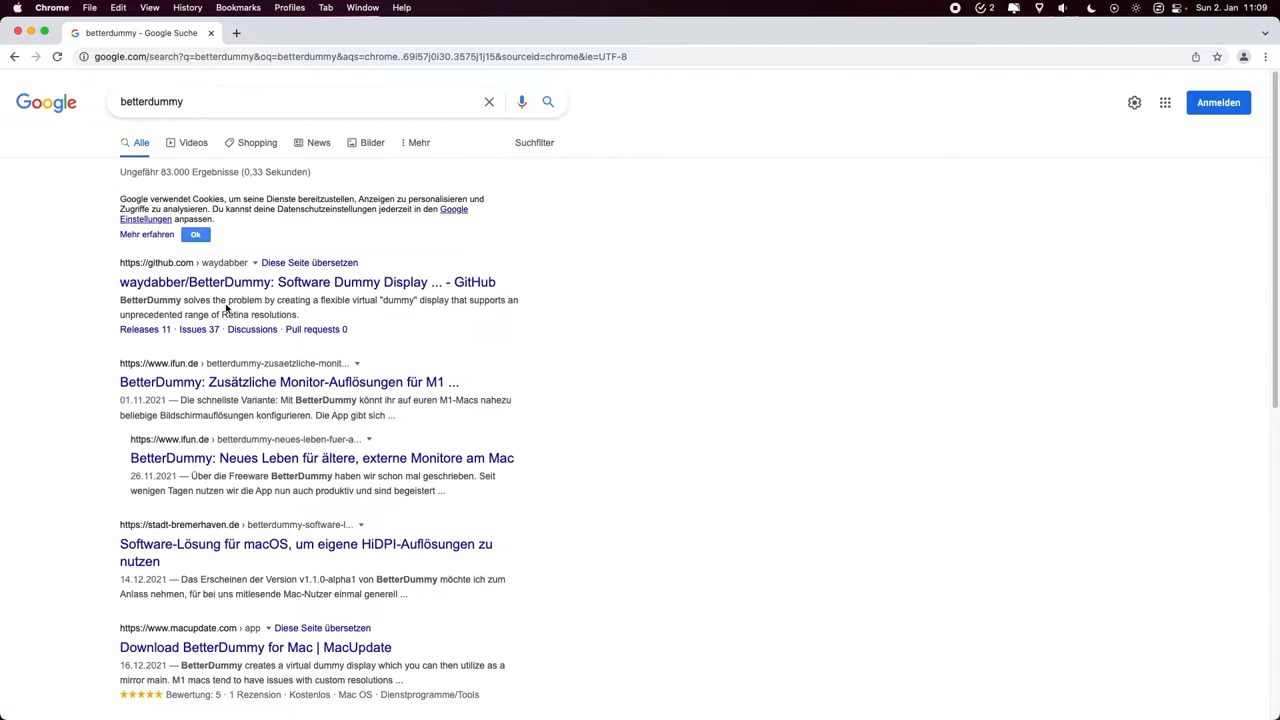 Chrome File Edit View History Bookmarks Profiles Tab Window Help 2 Sun 2. Jan 11:09
betterdummy - Google Suche
google.com/search?q=betterdummy&oq=betterdummy&aqs=chrome..69i57j0i30.3575j1j15&sourceid=chrome&ie=UTF-8
Google betterdummy Anmelden
Alle Videos Shopping News Bilder Mehr Suchfilter
Ungefähr 83.000 Ergebnisse (0,33 Sekunden)
Google verwendet Cookies, um seine Dienste bereitzustellen, Anzeigen zu personalisieren und
Zugriffe zu analysieren. Du kannst deine Datenschutzeinstellungen jederzeit in den Google
Einstellungen anpassen.
Mehr erfahren Ok
https://github.com › waydabber Diese Seite übersetzen
waydabber/BetterDummy: Software Dummy Display ... - GitHub
BetterDummy solves the problem by creating a flexible virtual "dummy" display that supports an
unprecedented range of Retina resolutions.
Releases 11 · Issues 37 · Discussions · Pull requests 0
https://www.ifun.de › betterdummy-zusaetzliche-monit...
BetterDummy: Zusätzliche Monitor-Auflösungen für M1 ...
01.11.2021 — Die schnellste Variante: Mit BetterDummy könnt ihr auf euren M1-Macs nahezu
beliebige Bildschirmauflösungen konfigurieren. Die App gibt sich ...
https://www.ifun.de › betterdummy-neues-leben-fuer-a...
BetterDummy: Neues Leben für ältere, externe Monitore am Mac
26.11.2021 — Über die Freeware BetterDummy haben wir schon mal geschrieben. Seit
wenigen Tagen nutzen wir die App nun auch produktiv und sind begeistert ...
https://stadt-bremerhaven.de › betterdummy-software-l...
Software-Lösung für macOS, um eigene HiDPI-Auflösungen zu
nutzen
14.12.2021 — Das Erscheinen der Version v1.1.0-alpha1 von BetterDummy möchte ich zum
Anlass nehmen, für bei uns mitlesende Mac-Nutzer einmal generell ...
https://www.macupdate.com › app Diese Seite übersetzen
Download BetterDummy for Mac | MacUpdate
16.12.2021 — BetterDummy creates a virtual dummy display which you can then utilize as a
mirror main. M1 macs tend to have issues with custom resolutions ...
Bewertung: 5 · 1 Rezension · Kostenlos · Mac OS · Dienstprogramme/Tools